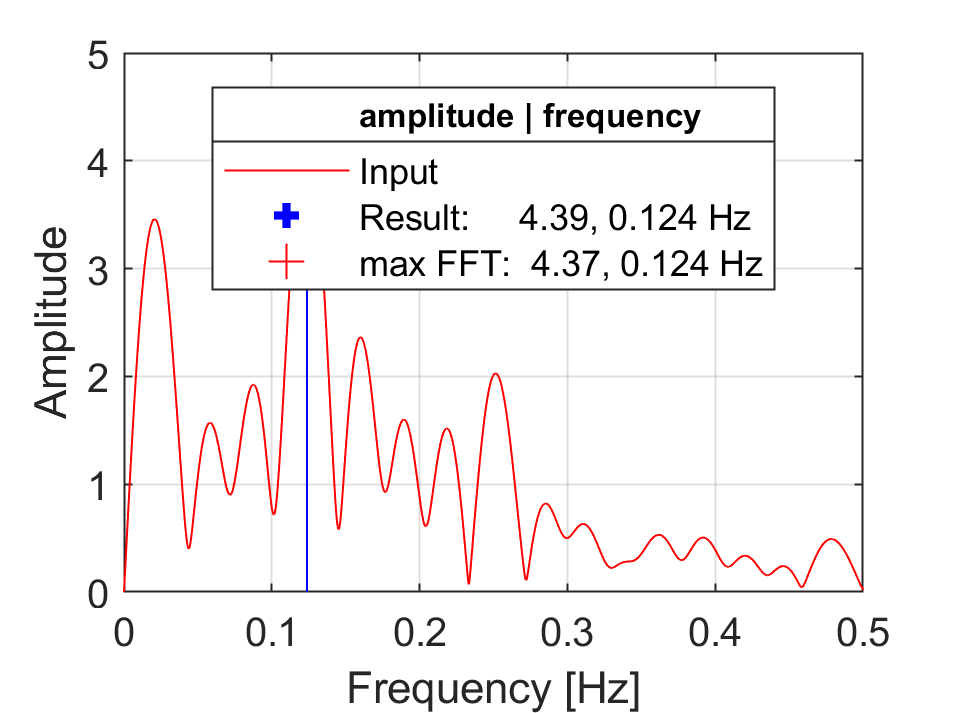 5
4
3
2
1
0
Amplitude
amplitude | frequency
Input
Result: 4.39, 0.124 Hz
max FFT: 4.37, 0.124 Hz
0 0.1 0.2 0.3 0.4 0.5
Frequency [Hz]